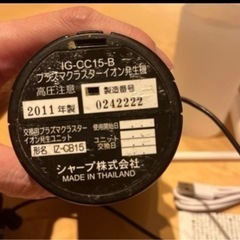 IG-CC15-B
プラズマクラスターイオン発生機
高圧注意 製造番号
2011年製 0242222
交換用プラズマクラスター
イオン発生ユニット
形名 IZ-CB15
使用開始日
ユニット
交換日
シャープ株式会社
MADE IN THAILAND